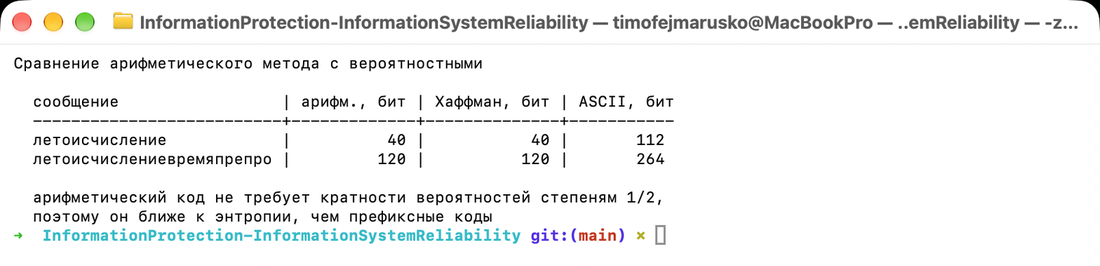 InformationProtection-InformationSystemReliability — timofejmarusko@MacBookPro — ..emReliability — -z...
Сравнение арифметического метода с вероятностными
сообщение | арифм., бит | Хаффман, бит | ASCII, бит
--------------------------+-------------+--------------+-----------
летоисчисление | 40 | 40 | 112
летоисчислениевремяпрепро | 120 | 120 | 264
арифметический код не требует кратности вероятностей степеням 1/2,
поэтому он ближе к энтропии, чем префиксные коды
→ InformationProtection-InformationSystemReliability git:(main) ×